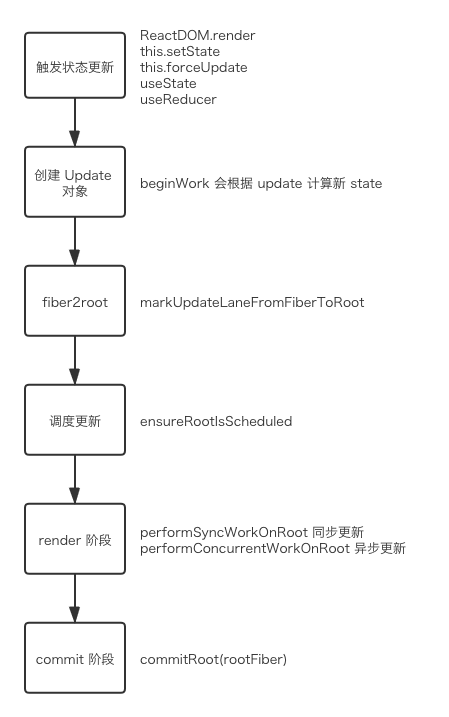 触发状态更新
ReactDOM.render
this.setState
this.forceUpdate
useState
useReducer
创建 Update
对象
beginWork 会根据 update 计算新 state
fiber2root
markUpdateLaneFromFiberToRoot
调度更新
ensureRootIsScheduled
render 阶段
performSyncWorkOnRoot 同步更新
performConcurrentWorkOnRoot 异步更新
commit 阶段
commitRoot(rootFiber)